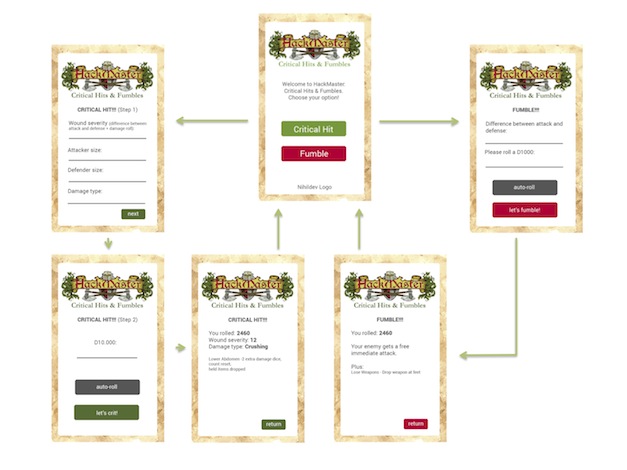 HackMaster
Critical Hits & Fumbles
CRITICAL HIT!!! (Step 1)
Wound severity (difference between
attack and defense + damage roll)
Attacker size:
Defender size:
Damage type:
next
HackMaster
Critical Hits & Fumbles
Welcome to HackMaster:
Critical Hits & Fumbles.
Choose your option!
Critical Hit
Fumble
Nihildev Logo
HackMaster
Critical Hits & Fumbles
FUMBLE!!!
Difference between attack and
defense:
Please roll a D1000:
auto-roll
let's fumble!
HackMaster
Critical Hits & Fumbles
CRITICAL HIT!!! (Step 2)
D10.000:
auto-roll
let's crit!
HackMaster
Critical Hits & Fumbles
CRITICAL HIT!!!
You rolled: 2460
Wound severity: 12
Damage type: Crushing
Lower Abdomen: 2 extra damage dice,
count reset,
held items dropped
return
HackMaster
Critical Hits & Fumbles
FUMBLE!!!
You rolled: 2460
Your enemy gets a free
immediate attack.
Plus:
Lose Weapons - Drop weapon at feet
return